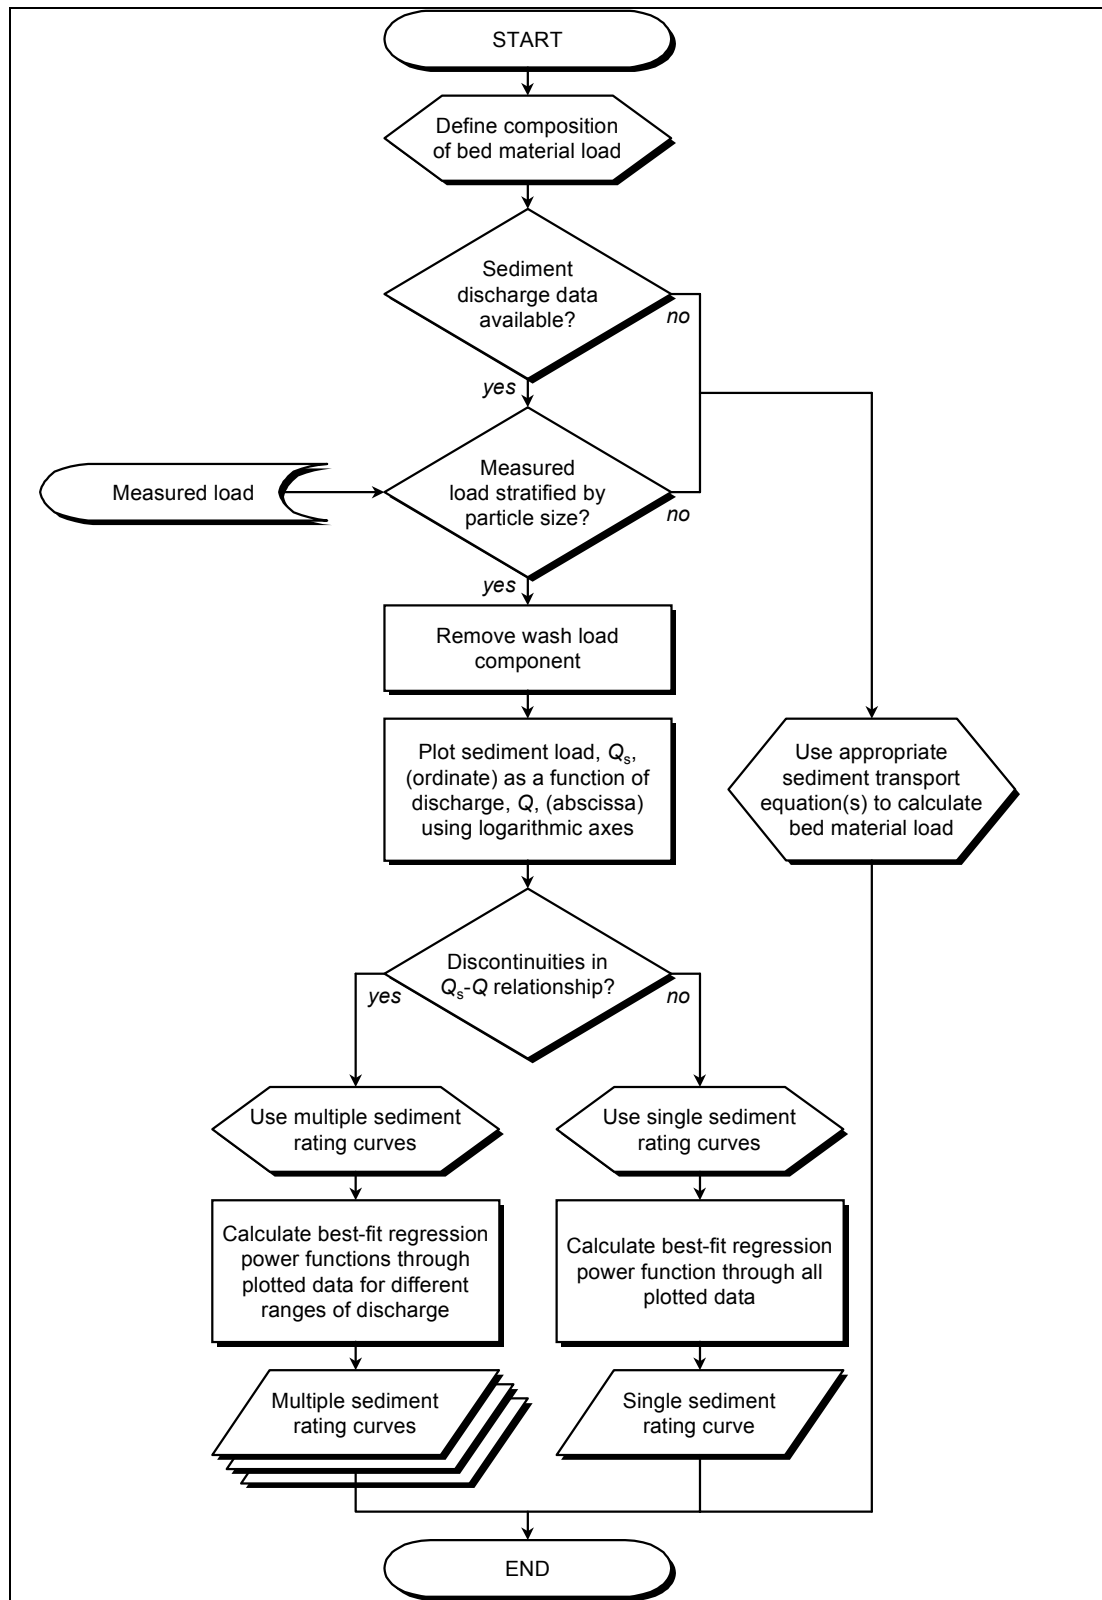 START
Define composition
of bed material load
Sediment
discharge data
available?
no
yes
Measured load
Measured
load stratified by
particle size?
no
yes
Remove wash load
component
Plot sediment load, Qs,
(ordinate) as a function of
discharge, Q, (abscissa)
using logarithmic axes
Use appropriate
sediment transport
equation(s) to calculate
bed material load
Discontinuities in
Qs-Q relationship?
yes
no
Use multiple sediment
rating curves
Use single sediment
rating curves
Calculate best-fit regression
power functions through
plotted data for different
ranges of discharge
Calculate best-fit regression
power function through all
plotted data
Multiple sediment
rating curves
Single sediment
rating curve
END